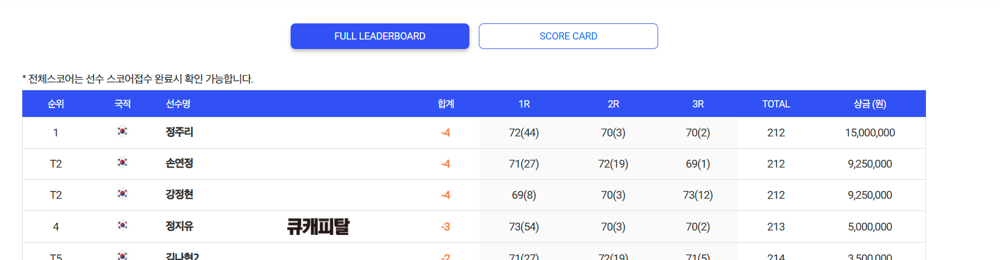 FULL LEADERBOARD SCORE CARD
* 전체스코어는 선수 스코어접수 완료시 확인 가능합니다.
순위 국적 선수명 합계 1R 2R 3R TOTAL 상금 (원)
1 정주리 -4 72(44) 70(3) 70(2) 212 15,000,000
T2 손연정 -4 71(27) 72(19) 69(1) 212 9,250,000
T2 강정현 -4 69(8) 70(3) 73(12) 212 9,250,000
4 정지유 큐캐피탈 -3 73(54) 70(3) 70(2) 213 5,000,000
T5 김나현2 -2 71(27) 72(19) 71(5) 214 3,500,000